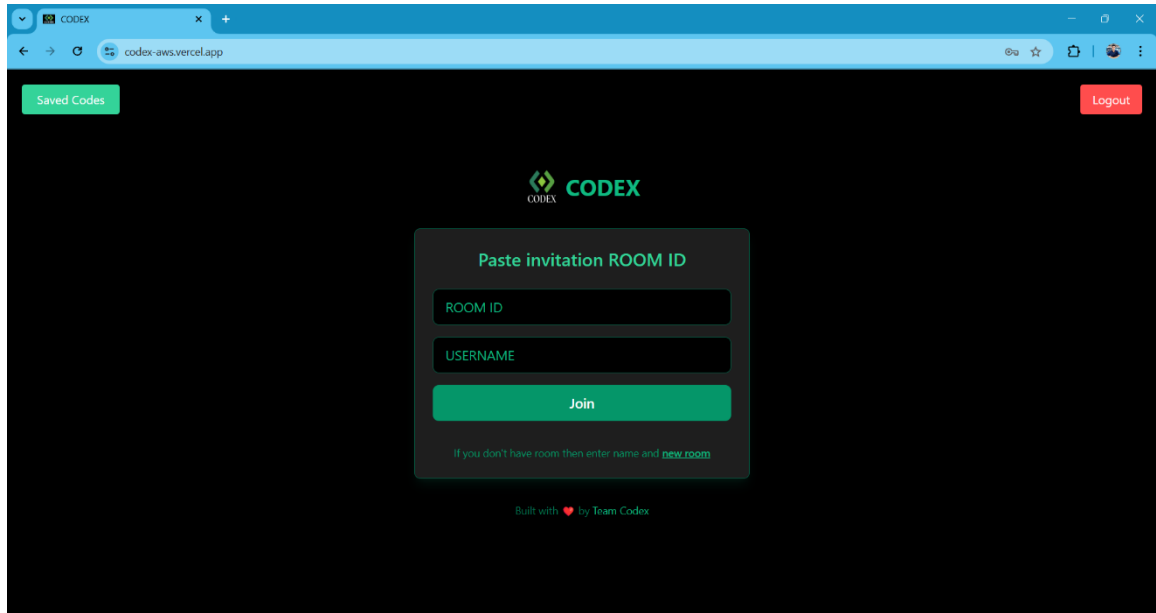 CODEX
codex-aws.vercel.app
Saved Codes
Logout
CODEX
CODEX
Paste invitation ROOM ID
ROOM ID
USERNAME
Join
If you don't have room then enter name and new room
Built with ❤️ by Team Codex